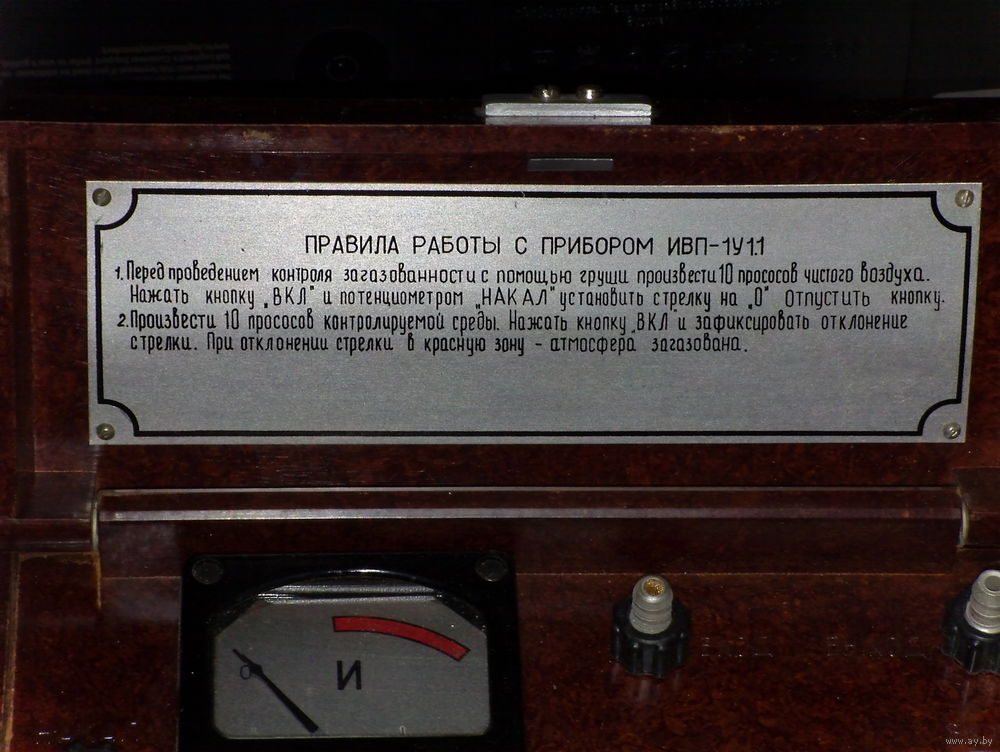 ПРАВИЛА РАБОТЫ С ПРИБОРОМ ИВП-1У1.1
1. Перед проведением контроля загазованности с помощью груши произвести 10 прососов чистого воздуха.
Нажать кнопку „ВКЛ" и потенциометром „НАКАЛ" установить стрелку на „0" Отпустить кнопку.
2. Произвести 10 прососов контролируемой среды. Нажать кнопку „ВКЛ" и зафиксировать отклонение
стрелки. При отклонении стрелки в красную зону - атмосфера загазована.
0
И
ВХОД ВЫХОД
www.ay.by